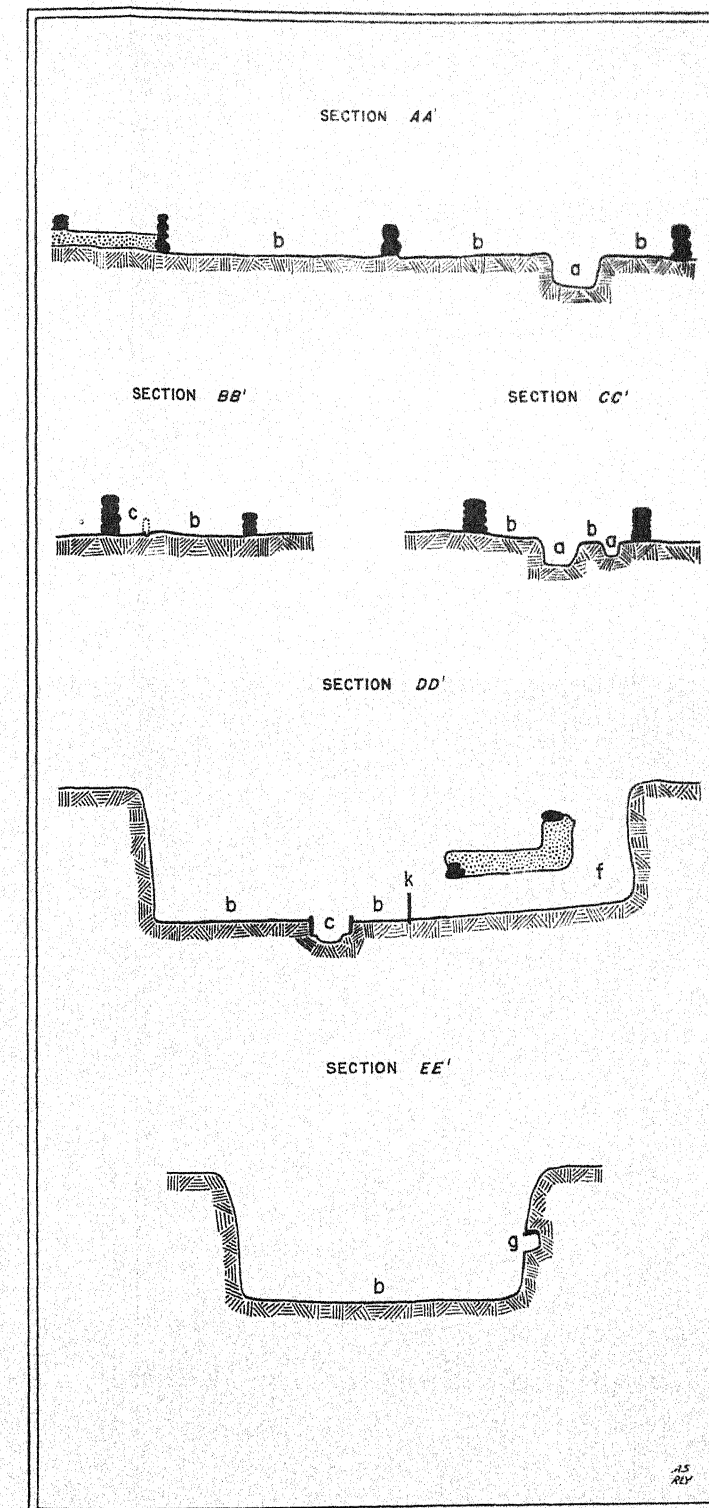 SECTION AA'
b b b
a
SECTION BB' SECTION CC'
c b b a b a
SECTION DD'
b c b k f
SECTION EE'
g
b
AS
RLY